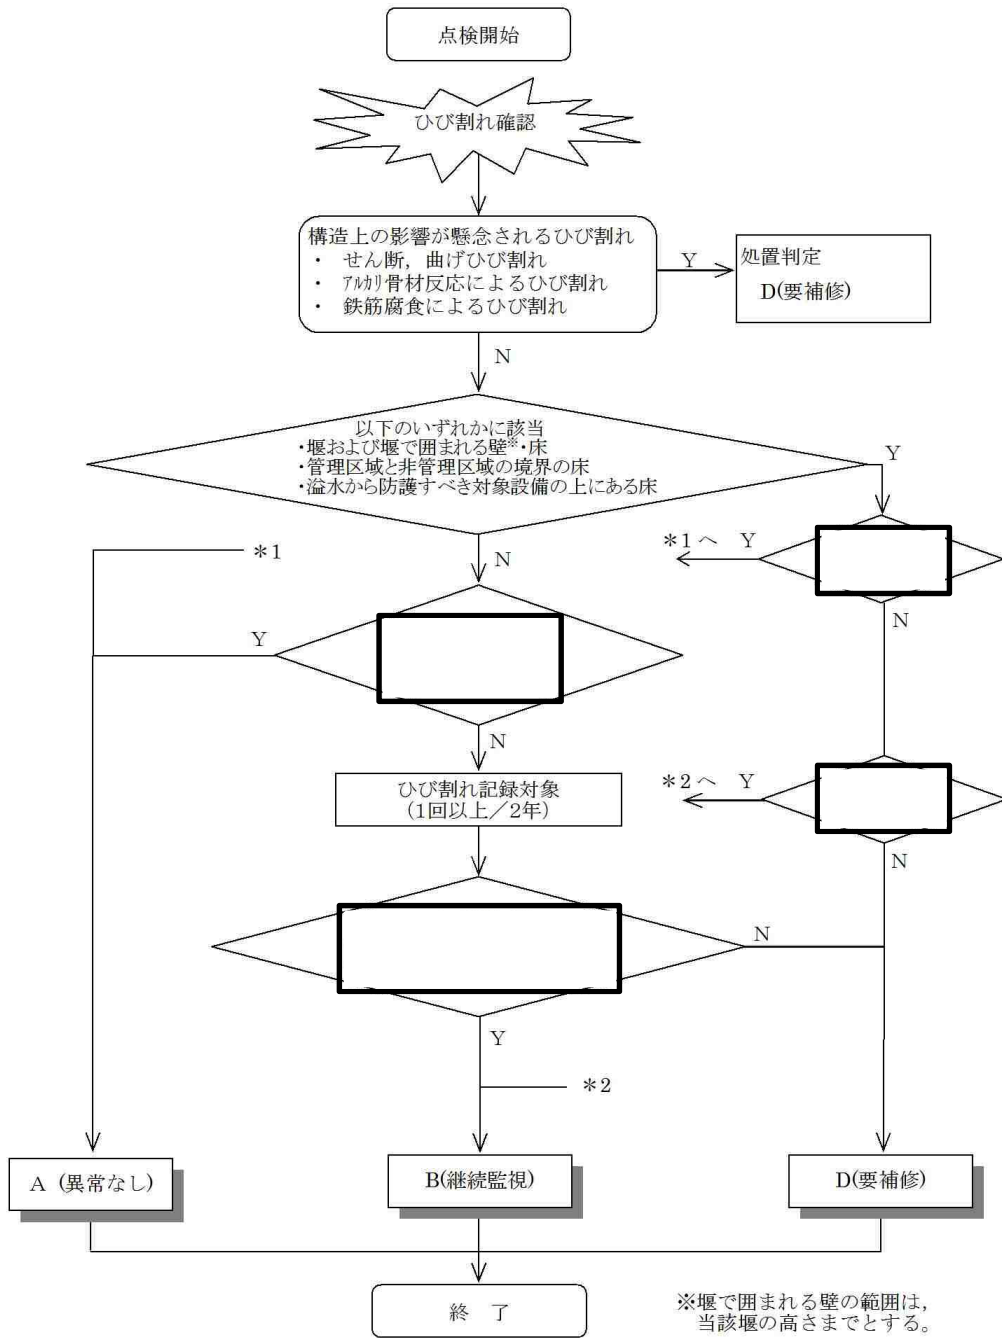 点検開始
ひび割れ確認
構造上の影響が懸念されるひび割れ
・ せん断，曲げひび割れ
・ ｱﾙｶﾘ骨材反応によるひび割れ
・ 鉄筋腐食によるひび割れ
Y
処置判定
D(要補修)
N
以下のいずれかに該当
・堰および堰で囲まれる壁※・床
・管理区域と非管理区域の境界の床
・溢水から防護すべき対象設備の上にある床
Y
＊1へ Y
N
＊1
N
Y
N
ひび割れ記録対象
（1回以上／2年）
＊2へ Y
N
N
Y
＊2
A (異常なし)
B(継続監視)
D(要補修)
終 了
※堰で囲まれる壁の範囲は，
当該堰の高さまでとする。